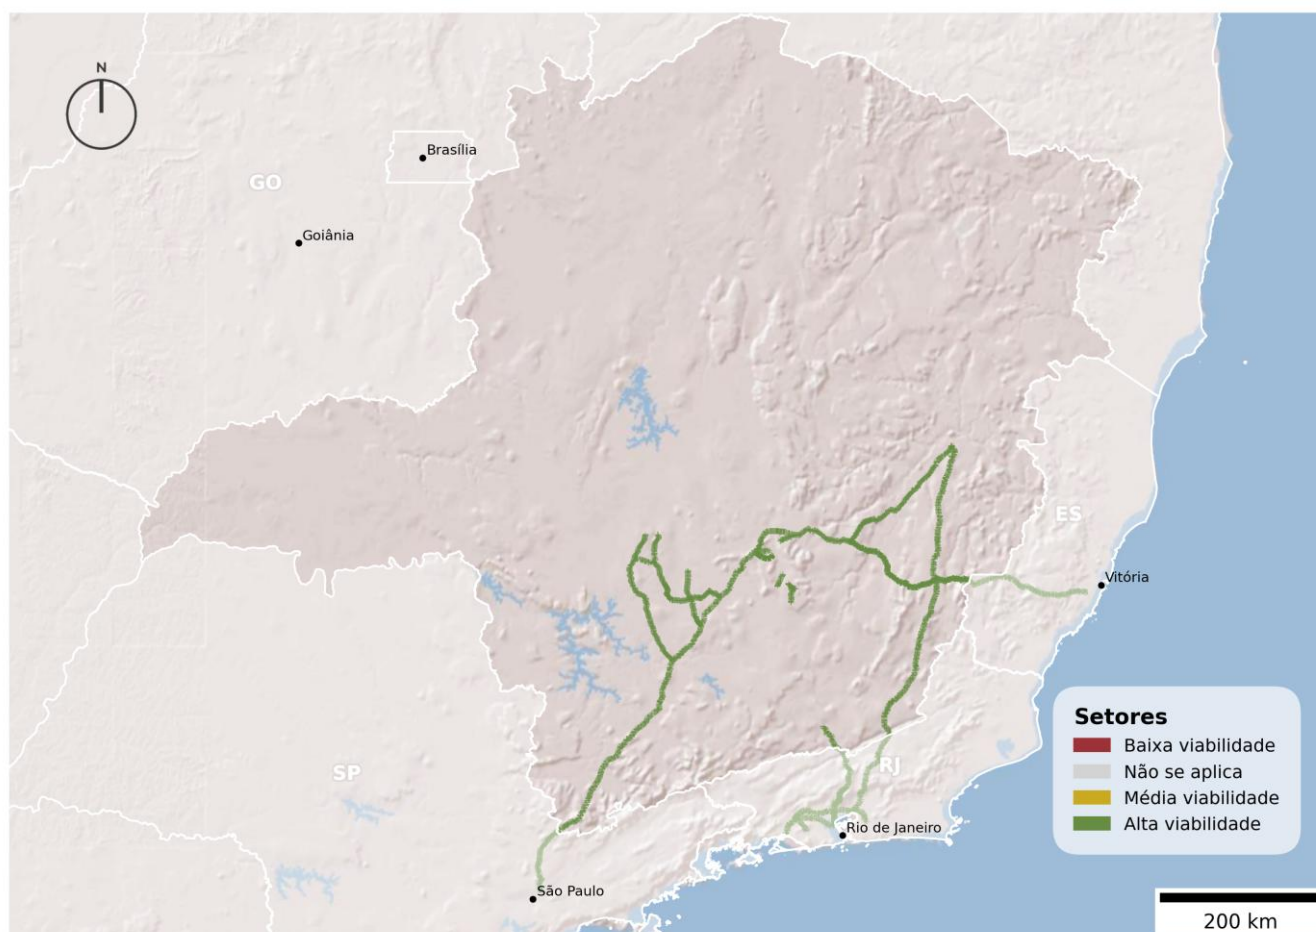 N
Brasília
GO
Goiânia
ES
Vitória
SP
RJ
Rio de Janeiro
São Paulo
Setores
Baixa viabilidade
Não se aplica
Média viabilidade
Alta viabilidade
200 km